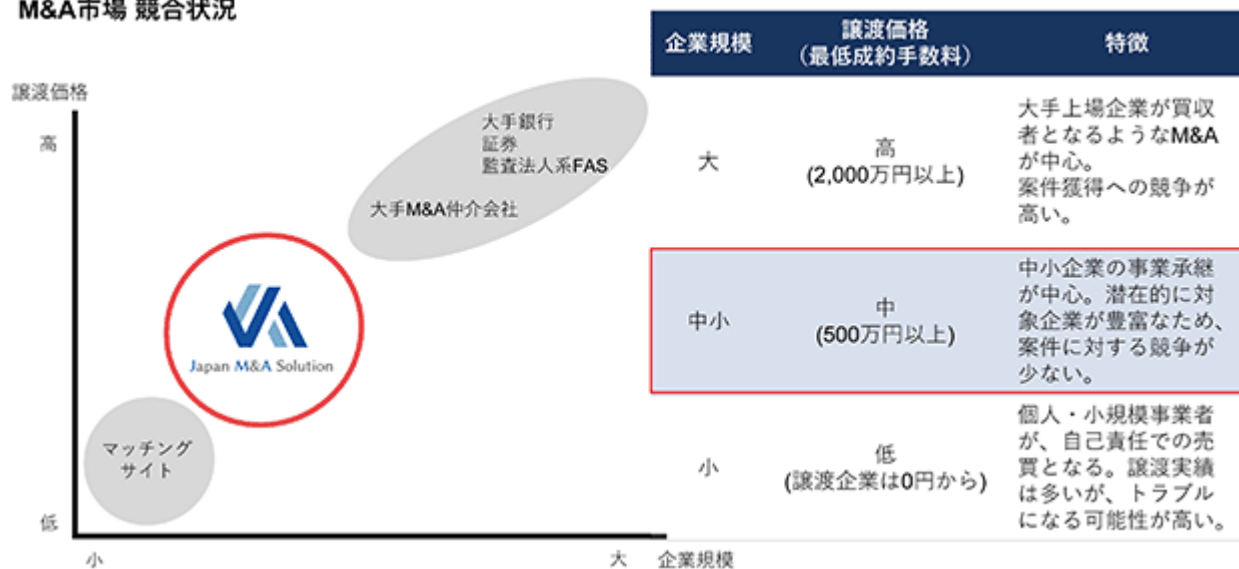 M&A市場 競合状況
譲渡価格
高
大手銀行
証券
監査法人系FAS
大手M&A仲介会社
Japan M&A Solution
マッチング
サイト
低
小
大
企業規模
企業規模
譲渡価格
（最低成約手数料）
特徴
大
高
(2,000万円以上)
大手上場企業が買収
者となるようなM&A
が中心。
案件獲得への競争が
高い。
中小
中
(500万円以上)
中小企業の事業承継
が中心。潜在的に対
象企業が豊富なため、
案件に対する競争が
少ない。
小
低
(譲渡企業は0円から)
個人・小規模事業者
が、自己責任での売
買となる。譲渡実績
は多いが、トラブル
になる可能性が高い。